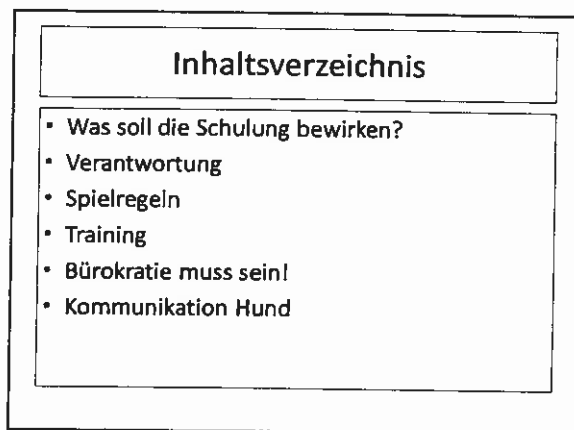 Inhaltsverzeichnis
• Was soll die Schulung bewirken?
• Verantwortung
• Spielregeln
• Training
• Bürokratie muss sein!
• Kommunikation Hund